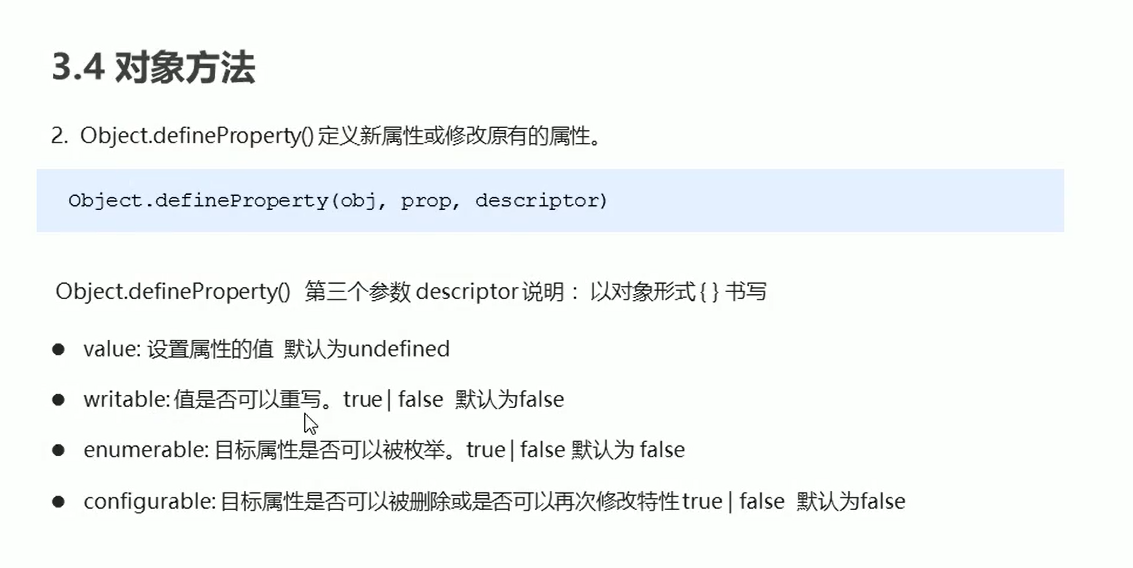 3.4 对象方法
2. Object.defineProperty() 定义新属性或修改原有的属性。
Object.defineProperty(obj, prop, descriptor)
Object.defineProperty() 第三个参数 descriptor 说明： 以对象形式 { } 书写
● value: 设置属性的值 默认为undefined
● writable: 值是否可以重写。true | false 默认为false
● enumerable: 目标属性是否可以被枚举。true | false 默认为 false
● configurable: 目标属性是否可以被删除或是否可以再次修改特性 true | false 默认为false